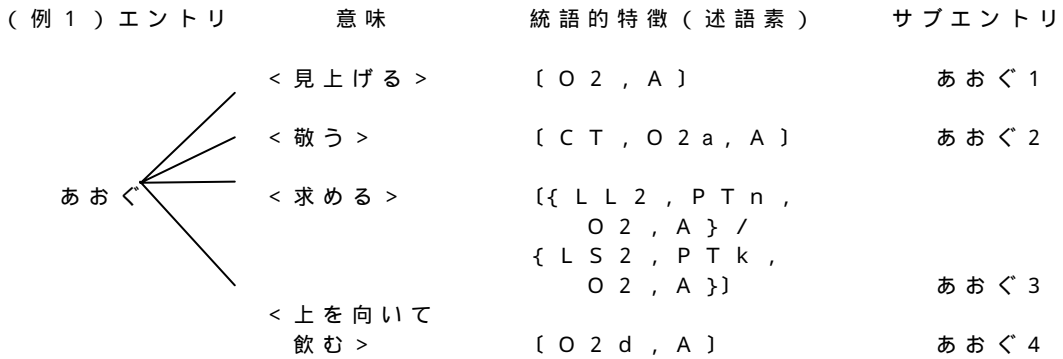 (例１)エントリ 意味 統語的特徴(述語素) サブエントリ
<見上げる> 〔Ｏ２,Ａ〕 あおぐ１
<敬う> 〔ＣＴ,Ｏ２ａ,Ａ〕 あおぐ２
あおぐ <求める> 〔{ＬＬ２,ＰＴｎ,
Ｏ２,Ａ}/
{ＬＳ２,ＰＴｋ,
Ｏ２,Ａ}〕 あおぐ３
<上を向いて
飲む> 〔Ｏ２ｄ,Ａ〕 あおぐ４